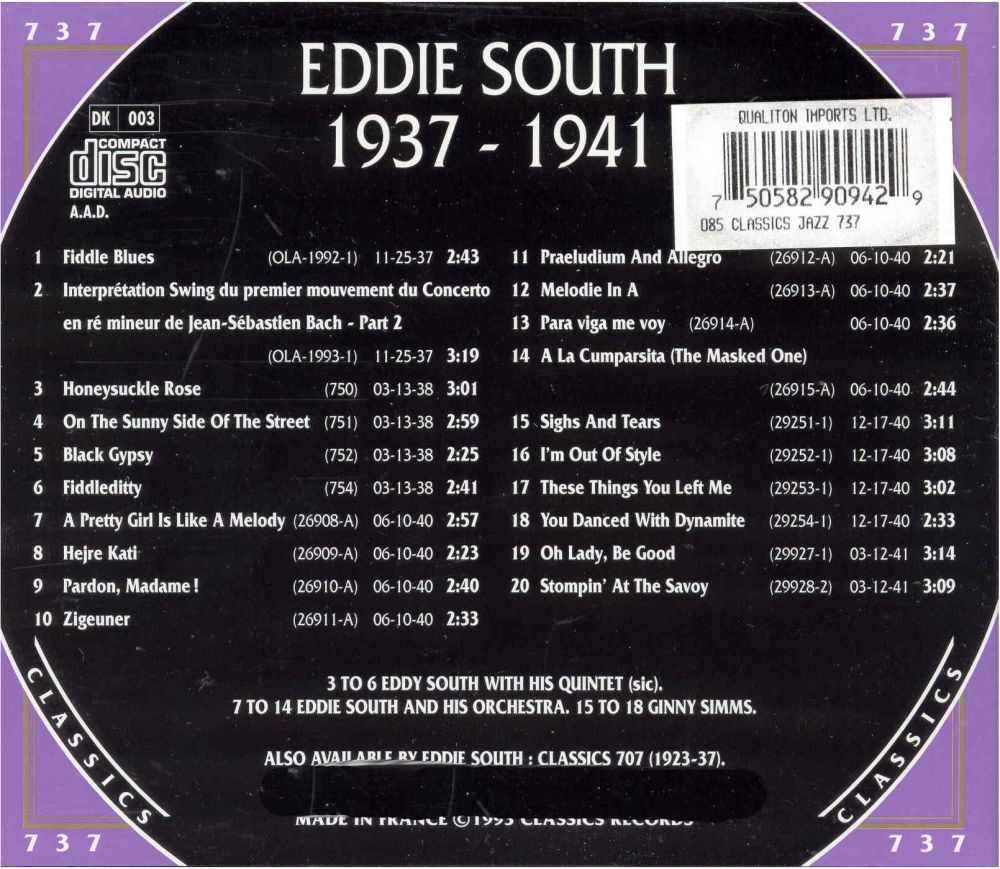 737
737
EDDIE SOUTH
1937 - 1941
DK 003
COMPACT
disc
DIGITAL AUDIO
A.A.D.
QUALITON IMPORTS LTD.
7 50582 90942 9
085 CLASSICS JAZZ 737
1 Fiddle Blues (OLA-1992-1) 11-25-37 2:43
2 Interprétation Swing du premier mouvement du Concerto
en ré mineur de Jean-Sébastien Bach - Part 2
(OLA-1993-1) 11-25-37 3:19
3 Honeysuckle Rose (750) 03-13-38 3:01
4 On The Sunny Side Of The Street (751) 03-13-38 2:59
5 Black Gypsy (752) 03-13-38 2:25
6 Fiddleditty (754) 03-13-38 2:41
7 A Pretty Girl Is Like A Melody (26908-A) 06-10-40 2:57
8 Hejre Kati (26909-A) 06-10-40 2:23
9 Pardon, Madame ! (26910-A) 06-10-40 2:40
10 Zigeuner (26911-A) 06-10-40 2:33
11 Praeludium And Allegro (26912-A) 06-10-40 2:21
12 Melodie In A (26913-A) 06-10-40 2:37
13 Para viga me voy (26914-A) 06-10-40 2:36
14 A La Cumparsita (The Masked One)
(26915-A) 06-10-40 2:44
15 Sighs And Tears (29251-1) 12-17-40 3:11
16 I'm Out Of Style (29252-1) 12-17-40 3:08
17 These Things You Left Me (29253-1) 12-17-40 3:02
18 You Danced With Dynamite (29254-1) 12-17-40 2:33
19 Oh Lady, Be Good (29927-1) 03-12-41 3:14
20 Stompin' At The Savoy (29928-2) 03-12-41 3:09
3 TO 6 EDDY SOUTH WITH HIS QUINTET (sic).
7 TO 14 EDDIE SOUTH AND HIS ORCHESTRA. 15 TO 18 GINNY SIMMS.
ALSO AVAILABLE BY EDDIE SOUTH : CLASSICS 707 (1923-37).
MADE IN FRANCE © 1993 CLASSICS RECORDS
CLASSICS
CLASSICS
737
737